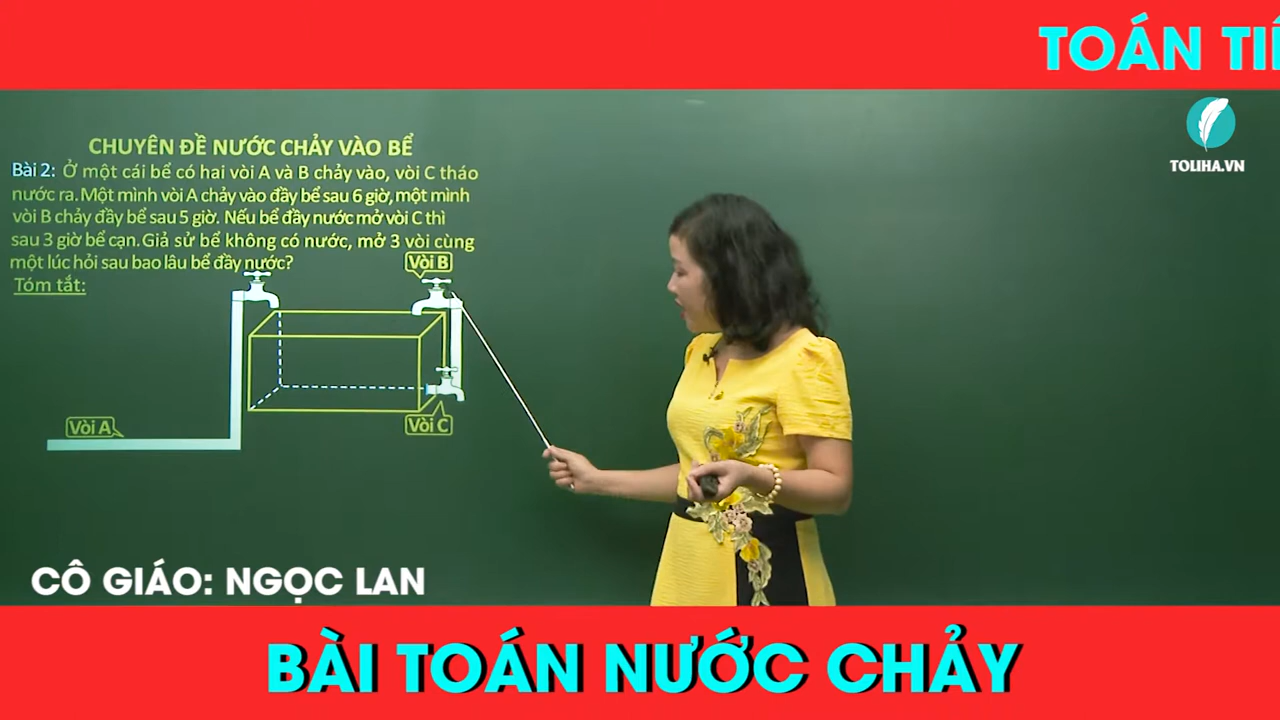 TOÁN TI
TOLIHA.VN
CHUYÊN ĐỀ NƯỚC CHẢY VÀO BỂ
Bài 2: Ở một cái bể có hai vòi A và B chảy vào, vòi C tháo
nước ra. Một mình vòi A chảy vào đầy bể sau 6 giờ, một mình
vòi B chảy đầy bể sau 5 giờ. Nếu bể đầy nước mở vòi C thì
sau 3 giờ bể cạn. Giả sử bể không có nước, mở 3 vòi cùng
một lúc hỏi sau bao lâu bể đầy nước?
Tóm tắt:
Vòi B
Vòi A
Vòi C
CÔ GIÁO: NGỌC LAN
BÀI TOÁN NƯỚC CHẢY